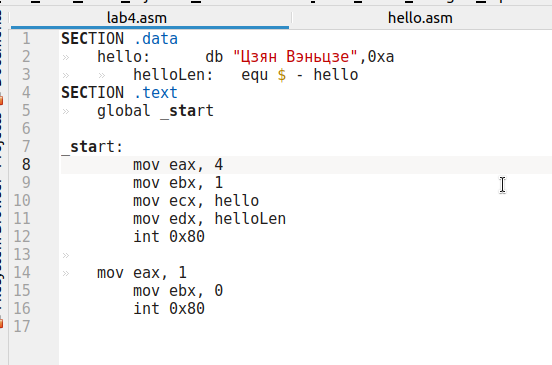 lab4.asm hello.asm
1 SECTION .data
2 » hello: db "Цзян Вэньцзе",0xa
3 » » helloLen: equ $ - hello
4 SECTION .text
5 » global _start
6
7 _start:
8 mov eax, 4
9 mov ebx, 1
10 mov ecx, hello
11 mov edx, helloLen
12 int 0x80
13 »
14 » mov eax, 1
15 mov ebx, 0
16 int 0x80
17